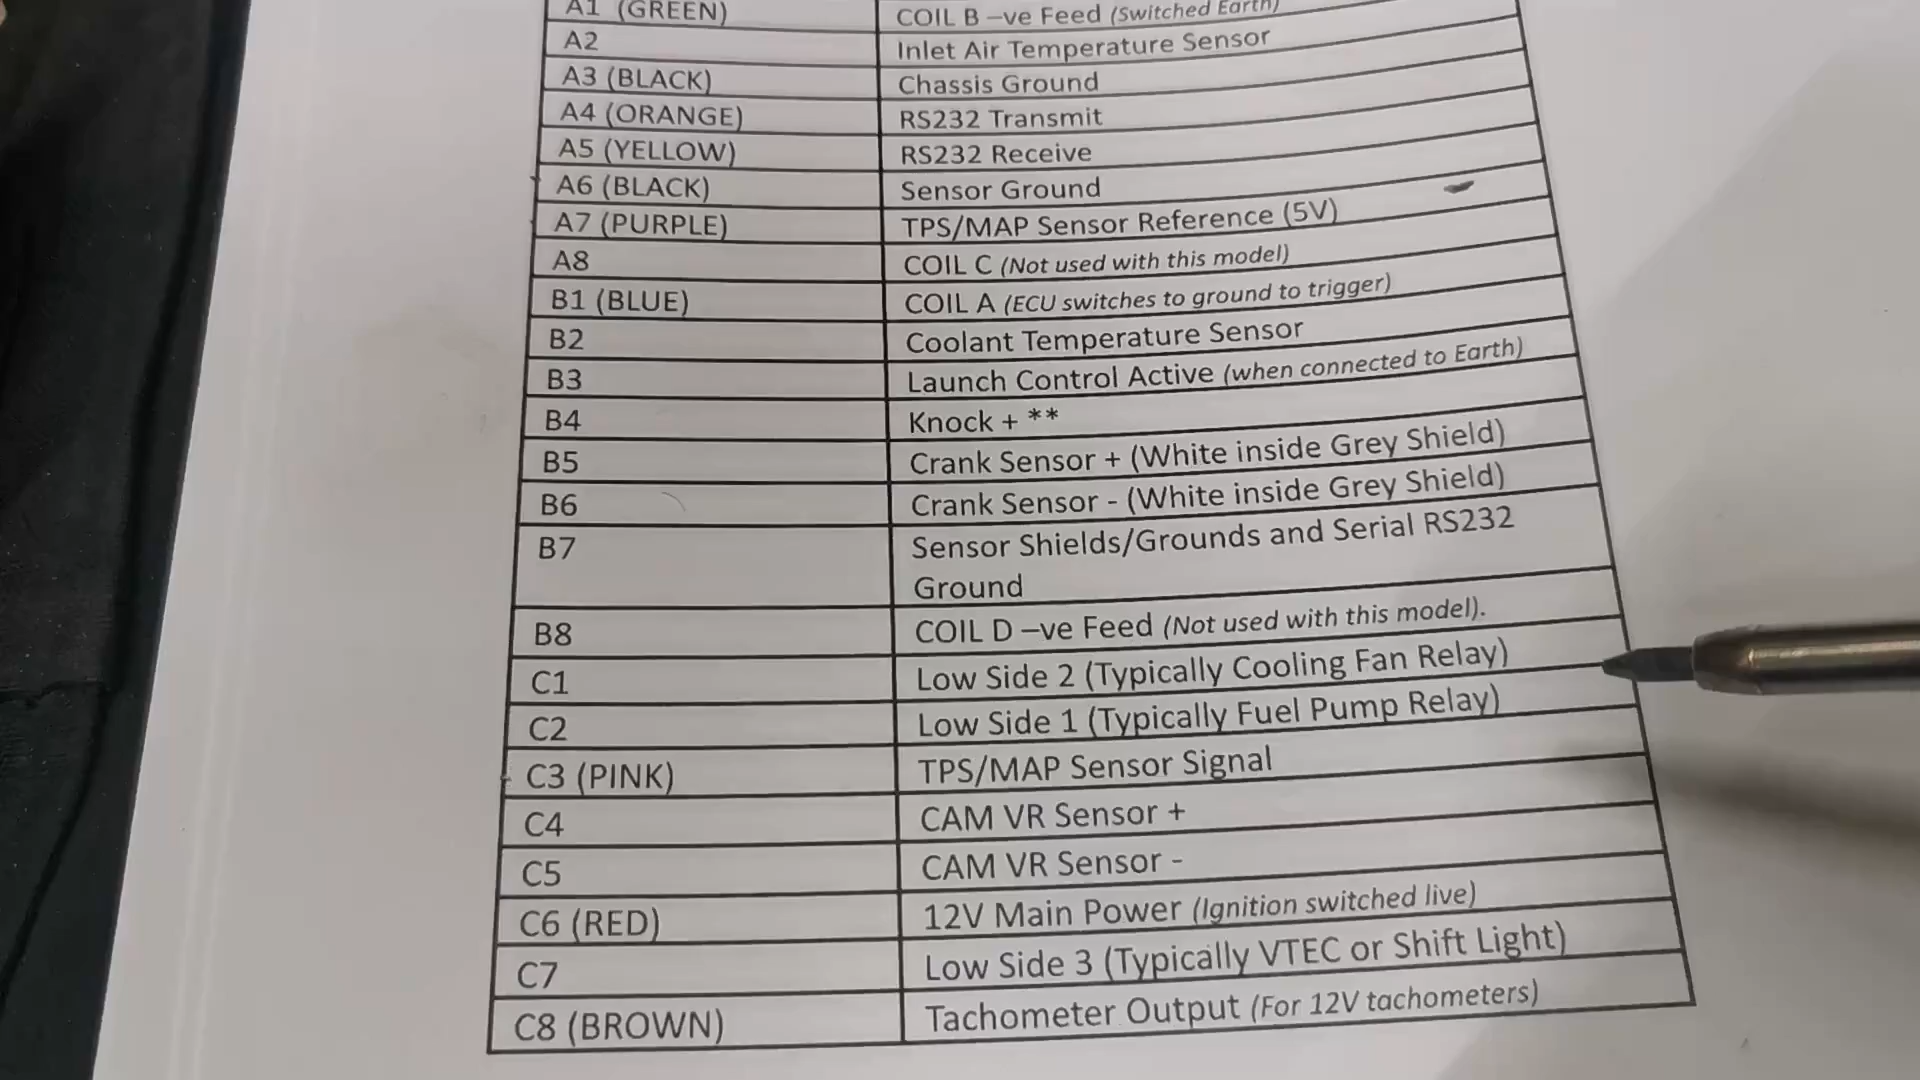 A1 (GREEN) COIL B –ve Feed (Switched Earth)
A2 Inlet Air Temperature Sensor
A3 (BLACK) Chassis Ground
A4 (ORANGE) RS232 Transmit
A5 (YELLOW) RS232 Receive
A6 (BLACK) Sensor Ground
A7 (PURPLE) TPS/MAP Sensor Reference (5V)
A8 COIL C (Not used with this model)
B1 (BLUE) COIL A (ECU switches to ground to trigger)
B2 Coolant Temperature Sensor
B3 Launch Control Active (when connected to Earth)
B4 Knock + **
B5 Crank Sensor + (White inside Grey Shield)
B6 Crank Sensor - (White inside Grey Shield)
B7 Sensor Shields/Grounds and Serial RS232
Ground
B8 COIL D –ve Feed (Not used with this model).
C1 Low Side 2 (Typically Cooling Fan Relay)
C2 Low Side 1 (Typically Fuel Pump Relay)
C3 (PINK) TPS/MAP Sensor Signal
C4 CAM VR Sensor +
C5 CAM VR Sensor -
C6 (RED) 12V Main Power (Ignition switched live)
C7 Low Side 3 (Typically VTEC or Shift Light)
C8 (BROWN) Tachometer Output (For 12V tachometers)